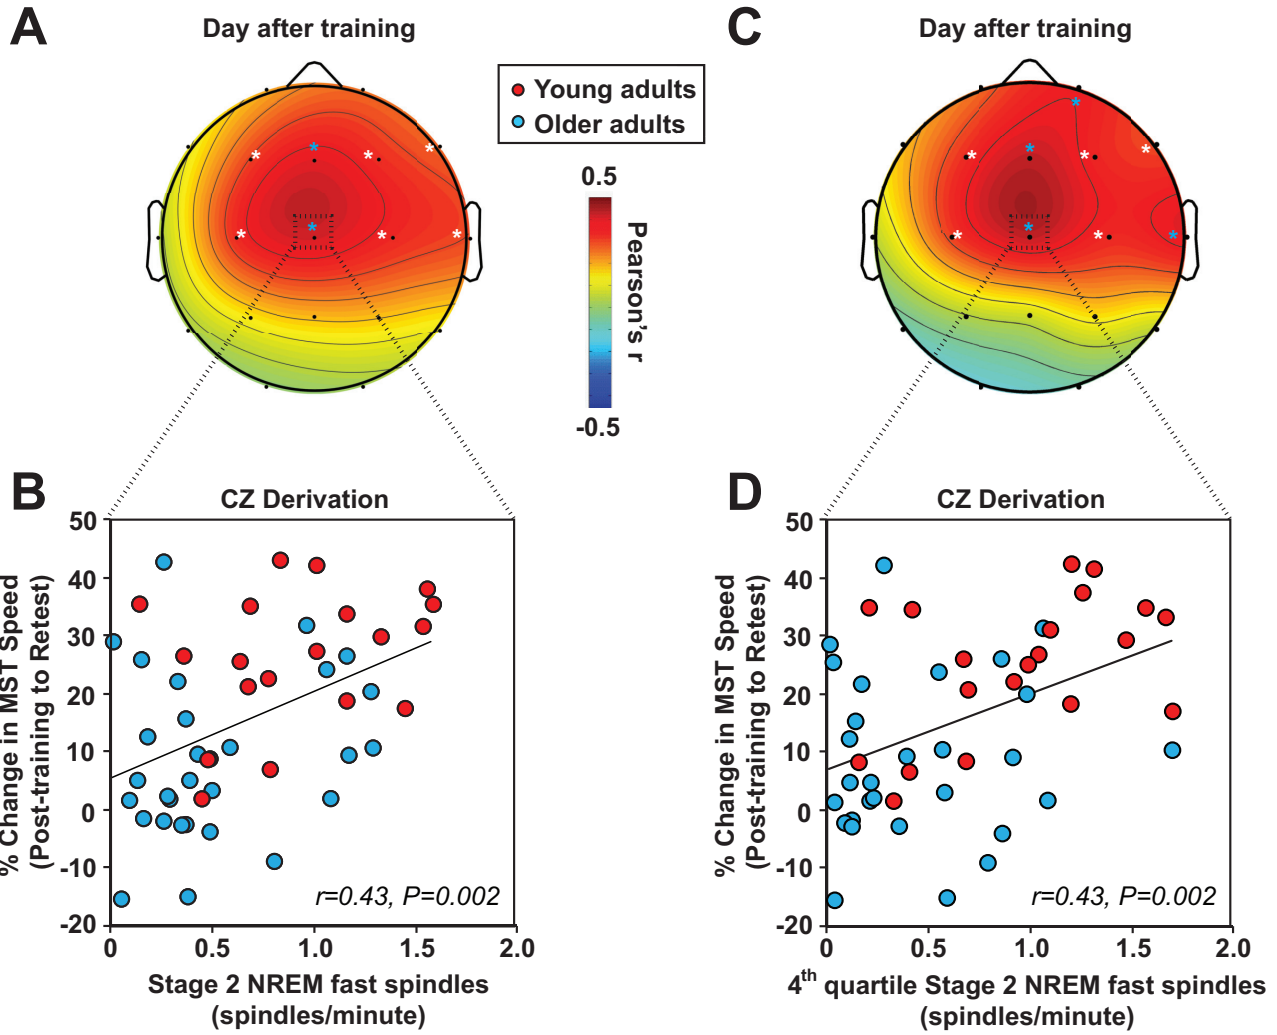 A
Day after training
C
Day after training
Young adults
Older adults
0.5
Pearson's r
-0.5
B
CZ Derivation
50
40
30
20
10
0
-10
-20
% Change in MST Speed
(Post-training to Retest)
r=0.43, P=0.002
0 0.5 1.0 1.5 2.0
Stage 2 NREM fast spindles
(spindles/minute)
D
CZ Derivation
50
40
30
20
10
0
-10
-20
% Change in MST Speed
(Post-training to Retest)
r=0.43, P=0.002
0 0.5 1.0 1.5 2.0
4th quartile Stage 2 NREM fast spindles
(spindles/minute)